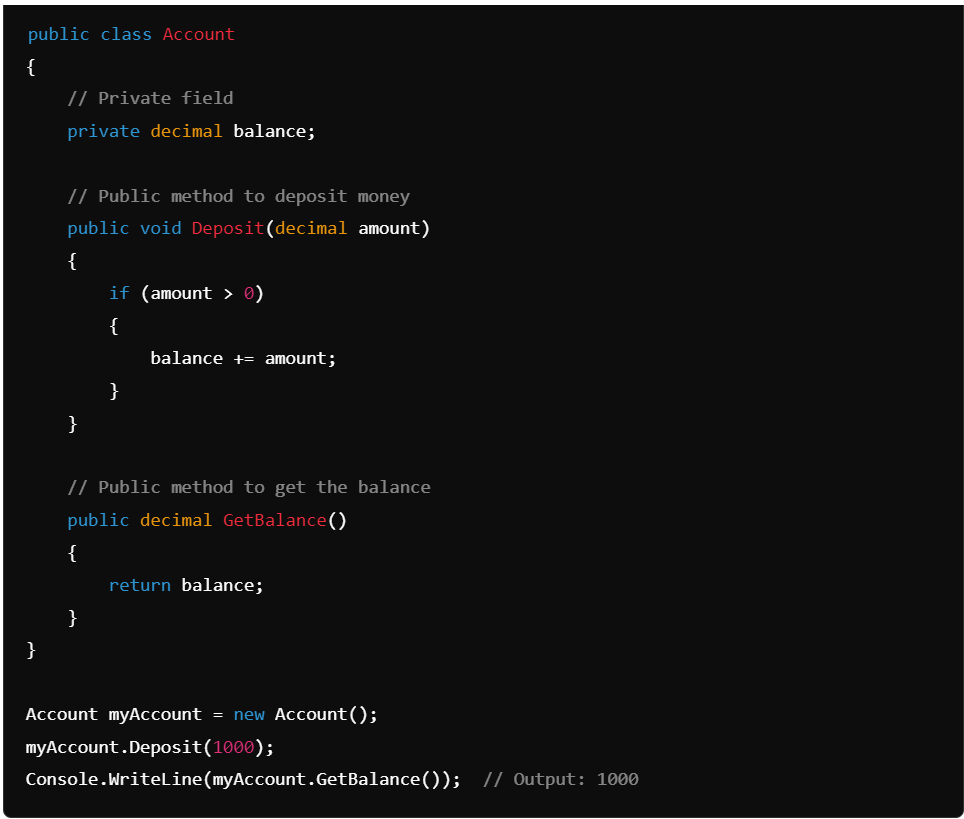 public class Account
{
    // Private field
    private decimal balance;

    // Public method to deposit money
    public void Deposit(decimal amount)
    {
        if (amount > 0)
        {
            balance += amount;
        }
    }

    // Public method to get the balance
    public decimal GetBalance()
    {
        return balance;
    }
}

Account myAccount = new Account();
myAccount.Deposit(1000);
Console.WriteLine(myAccount.GetBalance());  // Output: 1000